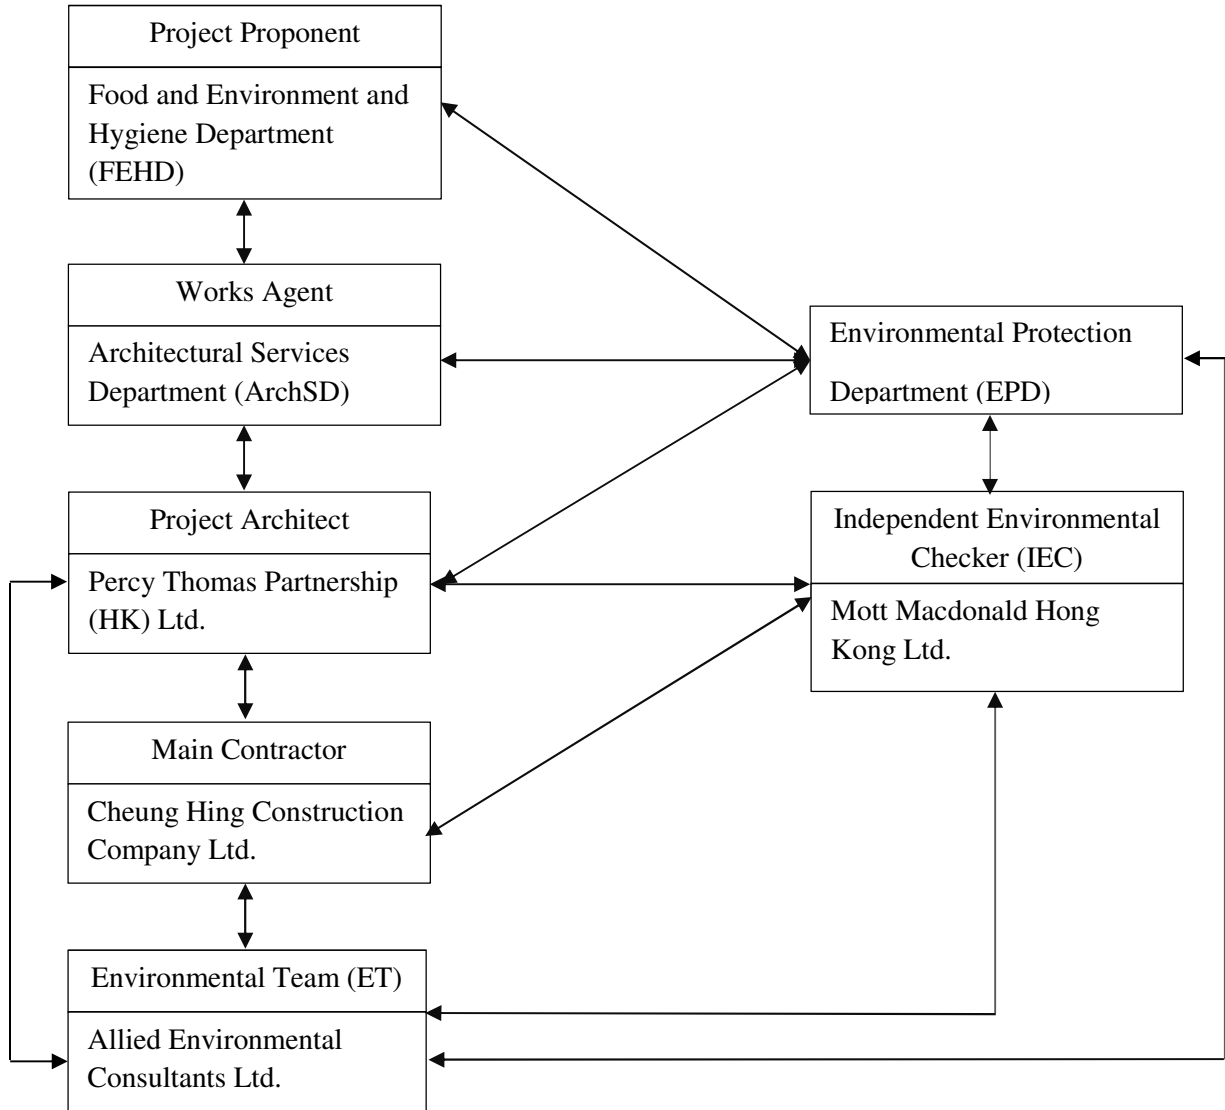 Project Proponent
Food and Environment and
Hygiene Department
(FEHD)
Works Agent
Architectural Services
Department (ArchSD)
Environmental Protection
Department (EPD)
Project Architect
Percy Thomas Partnership
(HK) Ltd.
Independent Environmental
Checker (IEC)
Mott Macdonald Hong
Kong Ltd.
Main Contractor
Cheung Hing Construction
Company Ltd.
Environmental Team (ET)
Allied Environmental
Consultants Ltd.